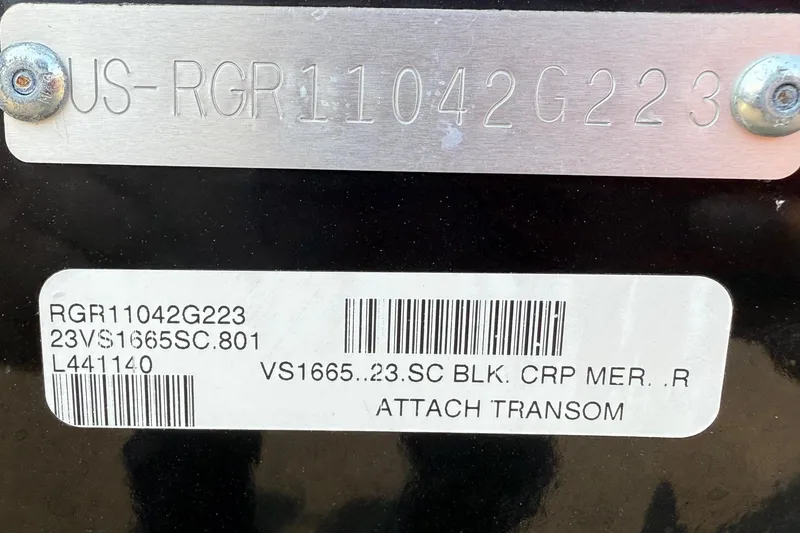 US-RGR11042G223
RGR11042G223
23VS1665SC.801
L441140
VS1665..23.SC BLK. CRP MER. .R
ATTACH TRANSOM